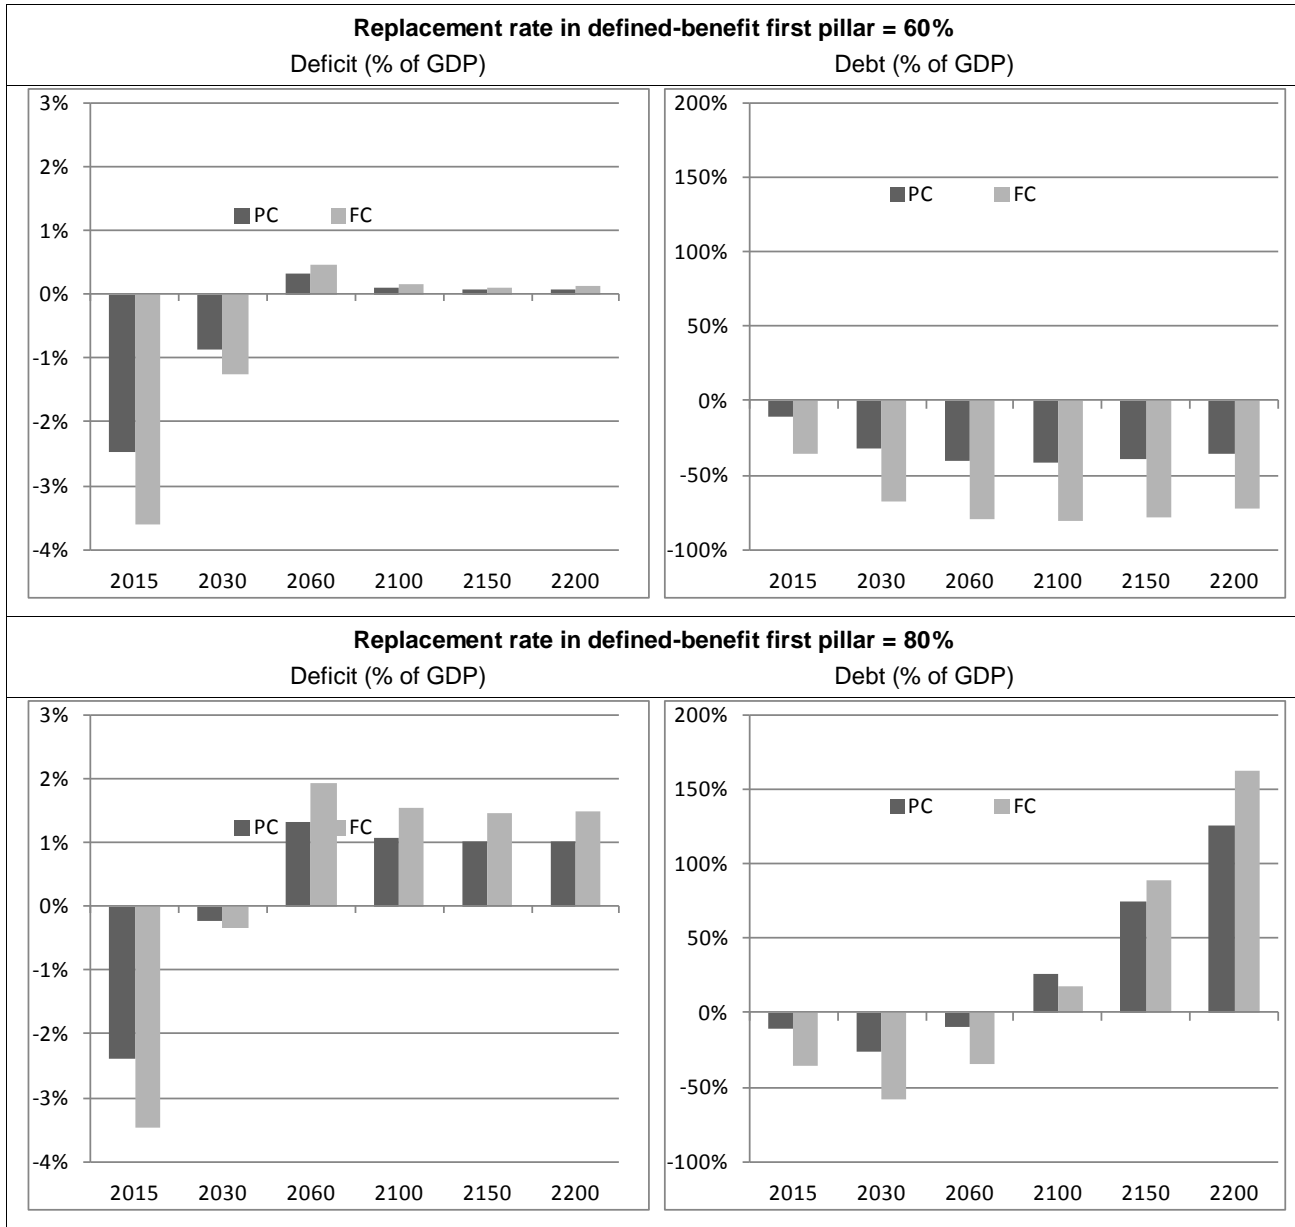 Replacement rate in defined-benefit first pillar = 60%
Deficit (% of GDP) Debt (% of GDP)
3%
2%
PC FC
1%
0%
-1%
-2%
-3%
-4%
2015 2030 2060 2100 2150 2200
200%
150%
PC FC
100%
50%
0%
-50%
-100%
2015 2030 2060 2100 2150 2200
Replacement rate in defined-benefit first pillar = 80%
Deficit (% of GDP) Debt (% of GDP)
3%
2%
PC FC
1%
0%
-1%
-2%
-3%
-4%
2015 2030 2060 2100 2150 2200
200%
150%
PC FC
100%
50%
0%
-50%
-100%
2015 2030 2060 2100 2150 2200